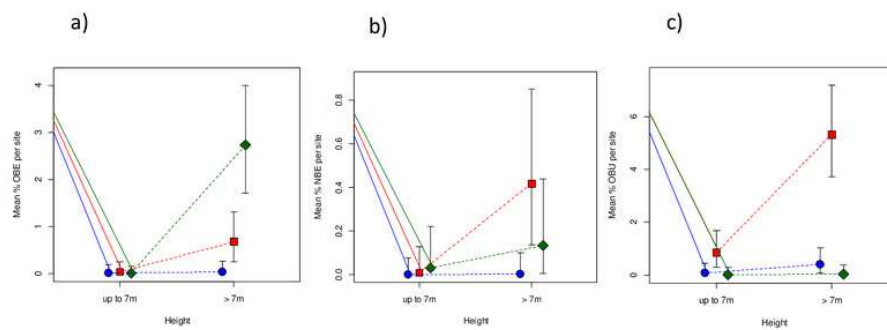 a)
Mean % OBE per site
4
3
2
1
0
up to 7m > 7m
Height
b)
Mean % NBE per site
0.8
0.6
0.4
0.2
0.0
up to 7m > 7m
Height
c)
Mean % OBU per site
6
4
2
0
up to 7m > 7m
Height